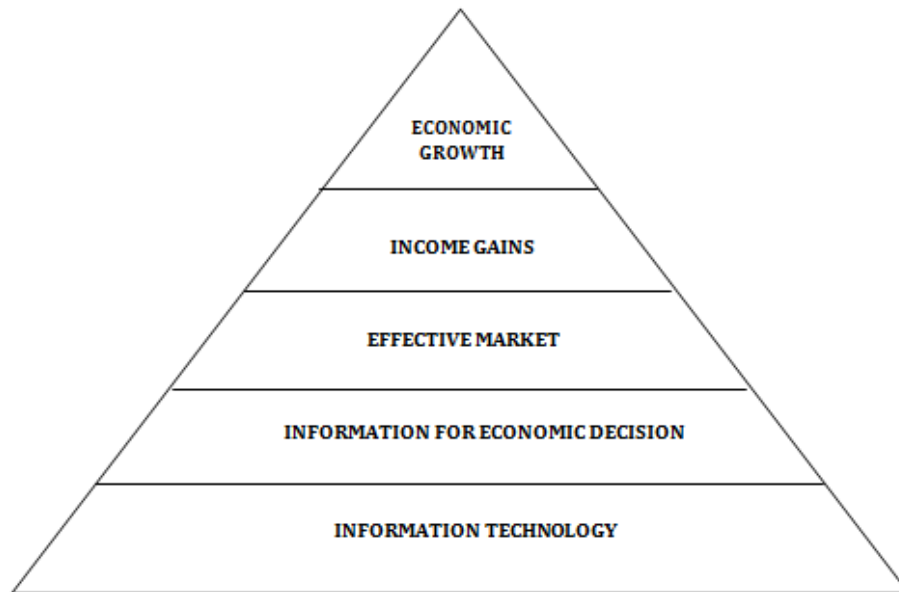 ECONOMIC
GROWTH
INCOME GAINS
EFFECTIVE MARKET
INFORMATION FOR ECONOMIC DECISION
INFORMATION TECHNOLOGY